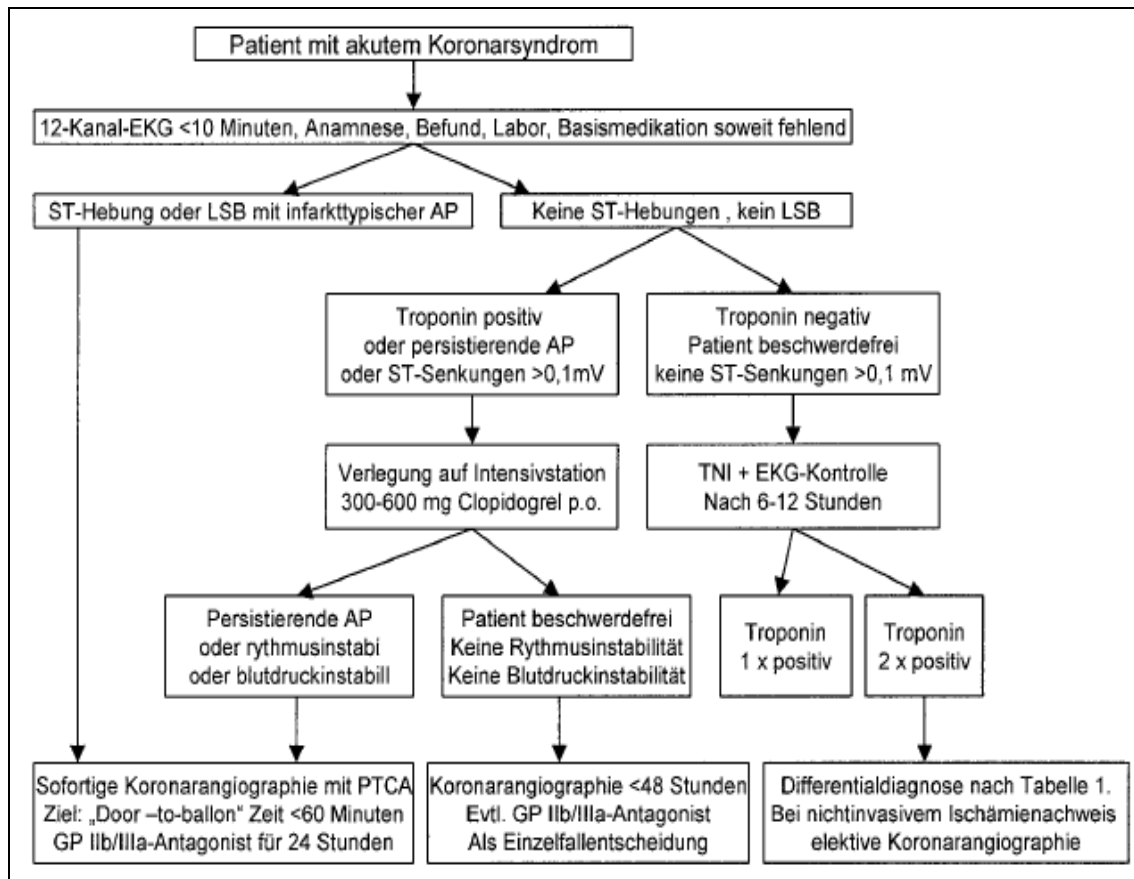 Patient mit akutem Koronarsyndrom
12-Kanal-EKG <10 Minuten, Anamnese, Befund, Labor, Basismedikation soweit fehlend
ST-Hebung oder LSB mit infarkttypischer AP
Keine ST-Hebungen , kein LSB
Troponin positiv
oder persistierende AP
oder ST-Senkungen >0,1mV
Troponin negativ
Patient beschwerdefrei
keine ST-Senkungen >0,1 mV
Verlegung auf Intensivstation
300-600 mg Clopidogrel p.o.
TNI + EKG-Kontrolle
Nach 6-12 Stunden
Persistierende AP
oder rythmusinstabi
oder blutdruckinstabill
Patient beschwerdefrei
Keine Rythmusinstabilität
Keine Blutdruckinstabilität
Troponin
1 x positiv
Troponin
2 x positiv
Sofortige Koronarangiographie mit PTCA
Ziel: „Door –to-ballon“ Zeit <60 Minuten
GP IIb/IIIa-Antagonist für 24 Stunden
Koronarangiographie <48 Stunden
Evtl. GP IIb/IIIa-Antagonist
Als Einzelfallentscheidung
Differentialdiagnose nach Tabelle 1.
Bei nichtinvasivem Ischämienachweis
elektive Koronarangiographie